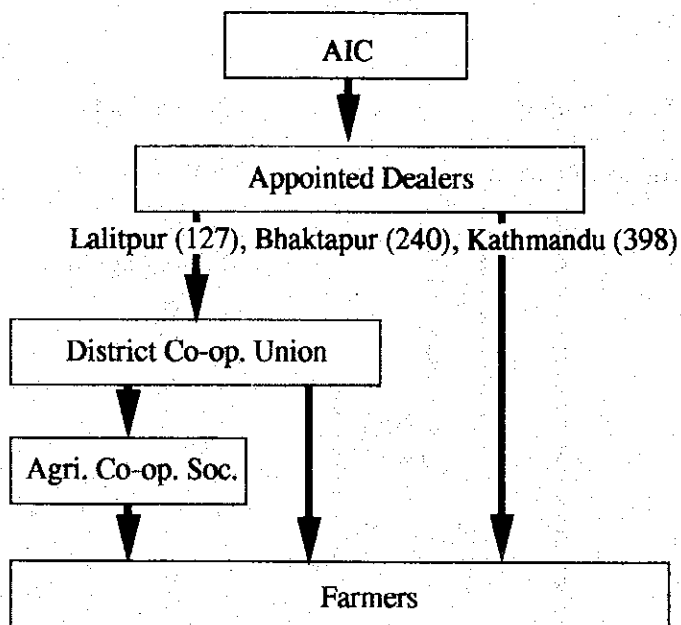 AIC
Appointed Dealers
Lalitpur (127), Bhaktapur (240), Kathmandu (398)
District Co-op. Union
Agri. Co-op. Soc.
Farmers